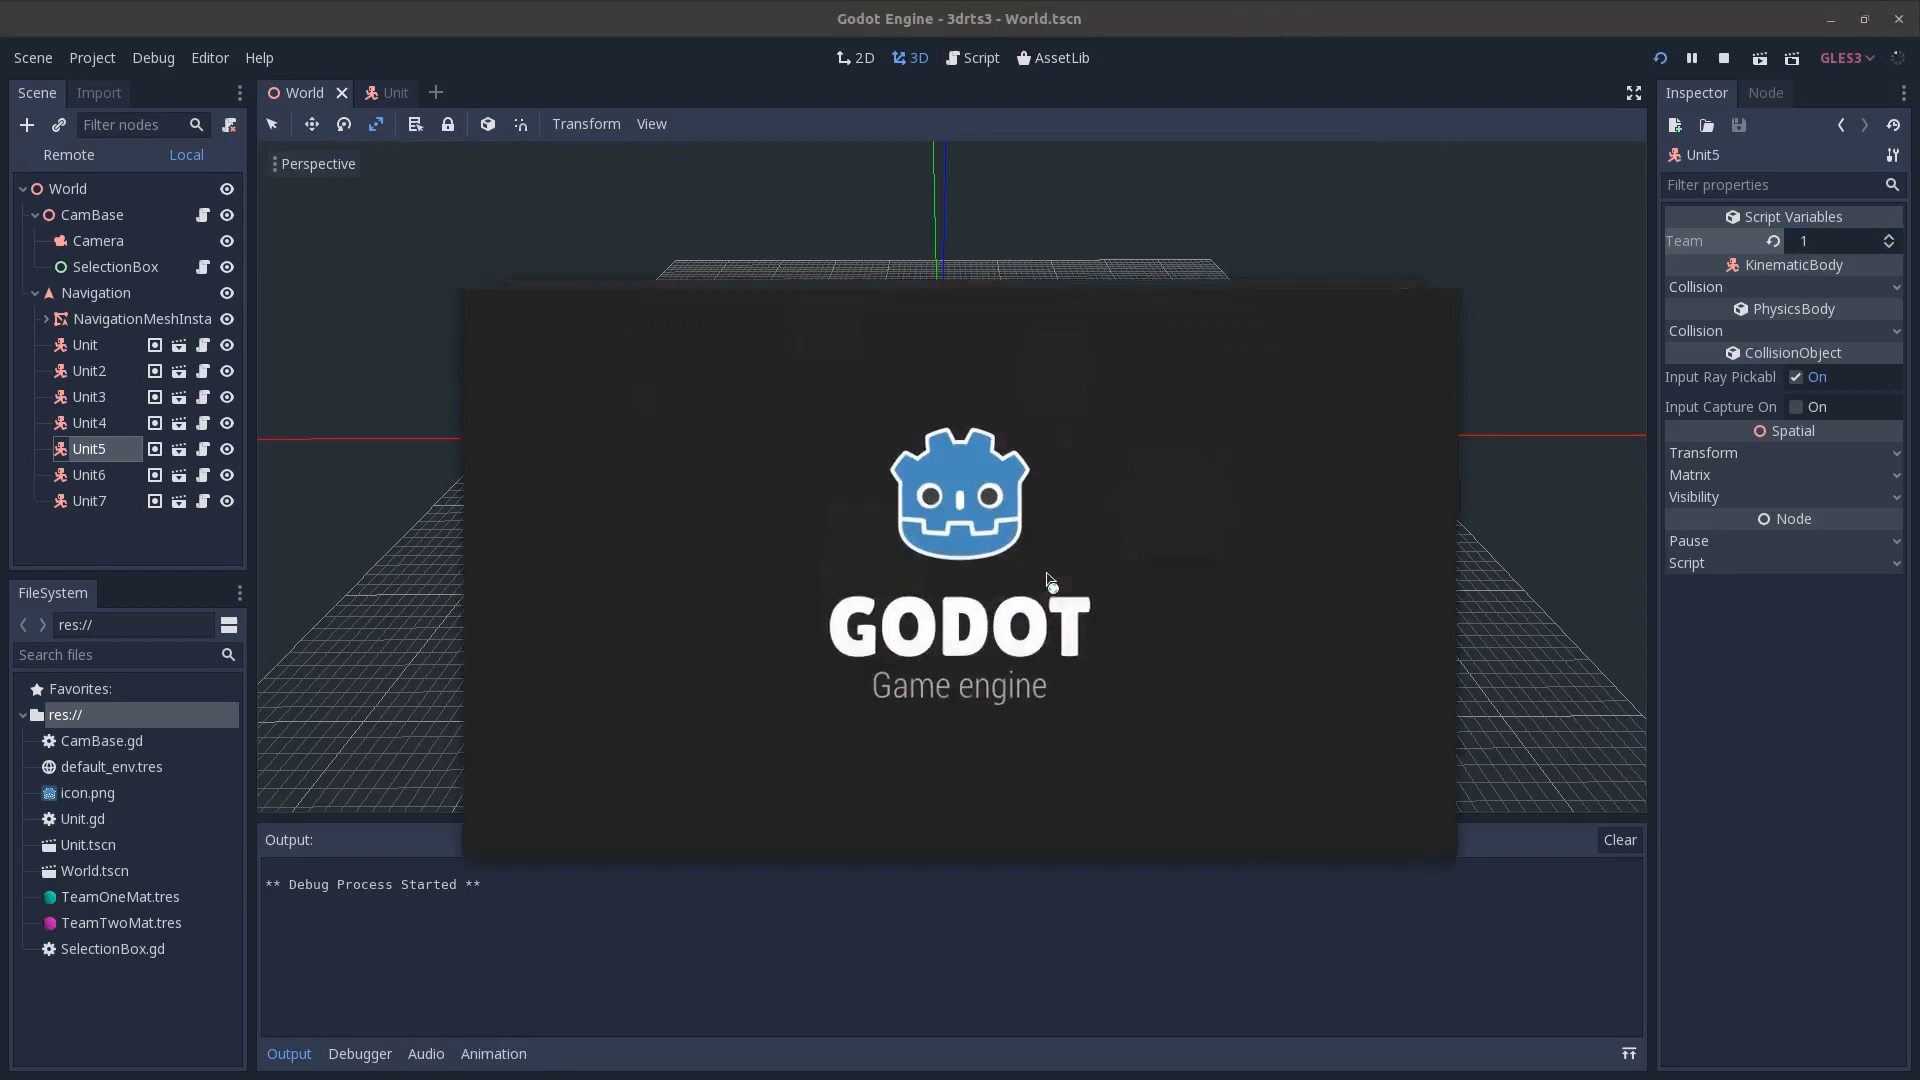 Godot Engine - 3drts3 - World.tscn
Scene Project Debug Editor Help
2D 3D Script AssetLib
GLES3
Scene Import
World Unit
Inspector Node
Filter nodes
Transform View
Remote Local
Perspective
Unit5
Filter properties
World
CamBase
Camera
SelectionBox
Navigation
NavigationMeshInsta
Unit
Unit2
Unit3
Unit4
Unit5
Unit6
Unit7
Script Variables
Team 1
KinematicBody
Collision
PhysicsBody
Collision
CollisionObject
Input Ray Pickabl On
Input Capture On On
Spatial
Transform
Matrix
Visibility
Node
Pause
Script
GODOT
Game engine
FileSystem
res://
Search files
Favorites:
res://
CamBase.gd
default_env.tres
icon.png
Unit.gd
Unit.tscn
World.tscn
TeamOneMat.tres
TeamTwoMat.tres
SelectionBox.gd
Output:
Clear
** Debug Process Started **
Output Debugger Audio Animation